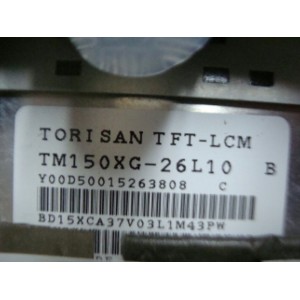 TORISAN TFT-LCM
TM150XG-26L10 B
Y00D50015263808 C
BD15XCA37V03L1M43PW